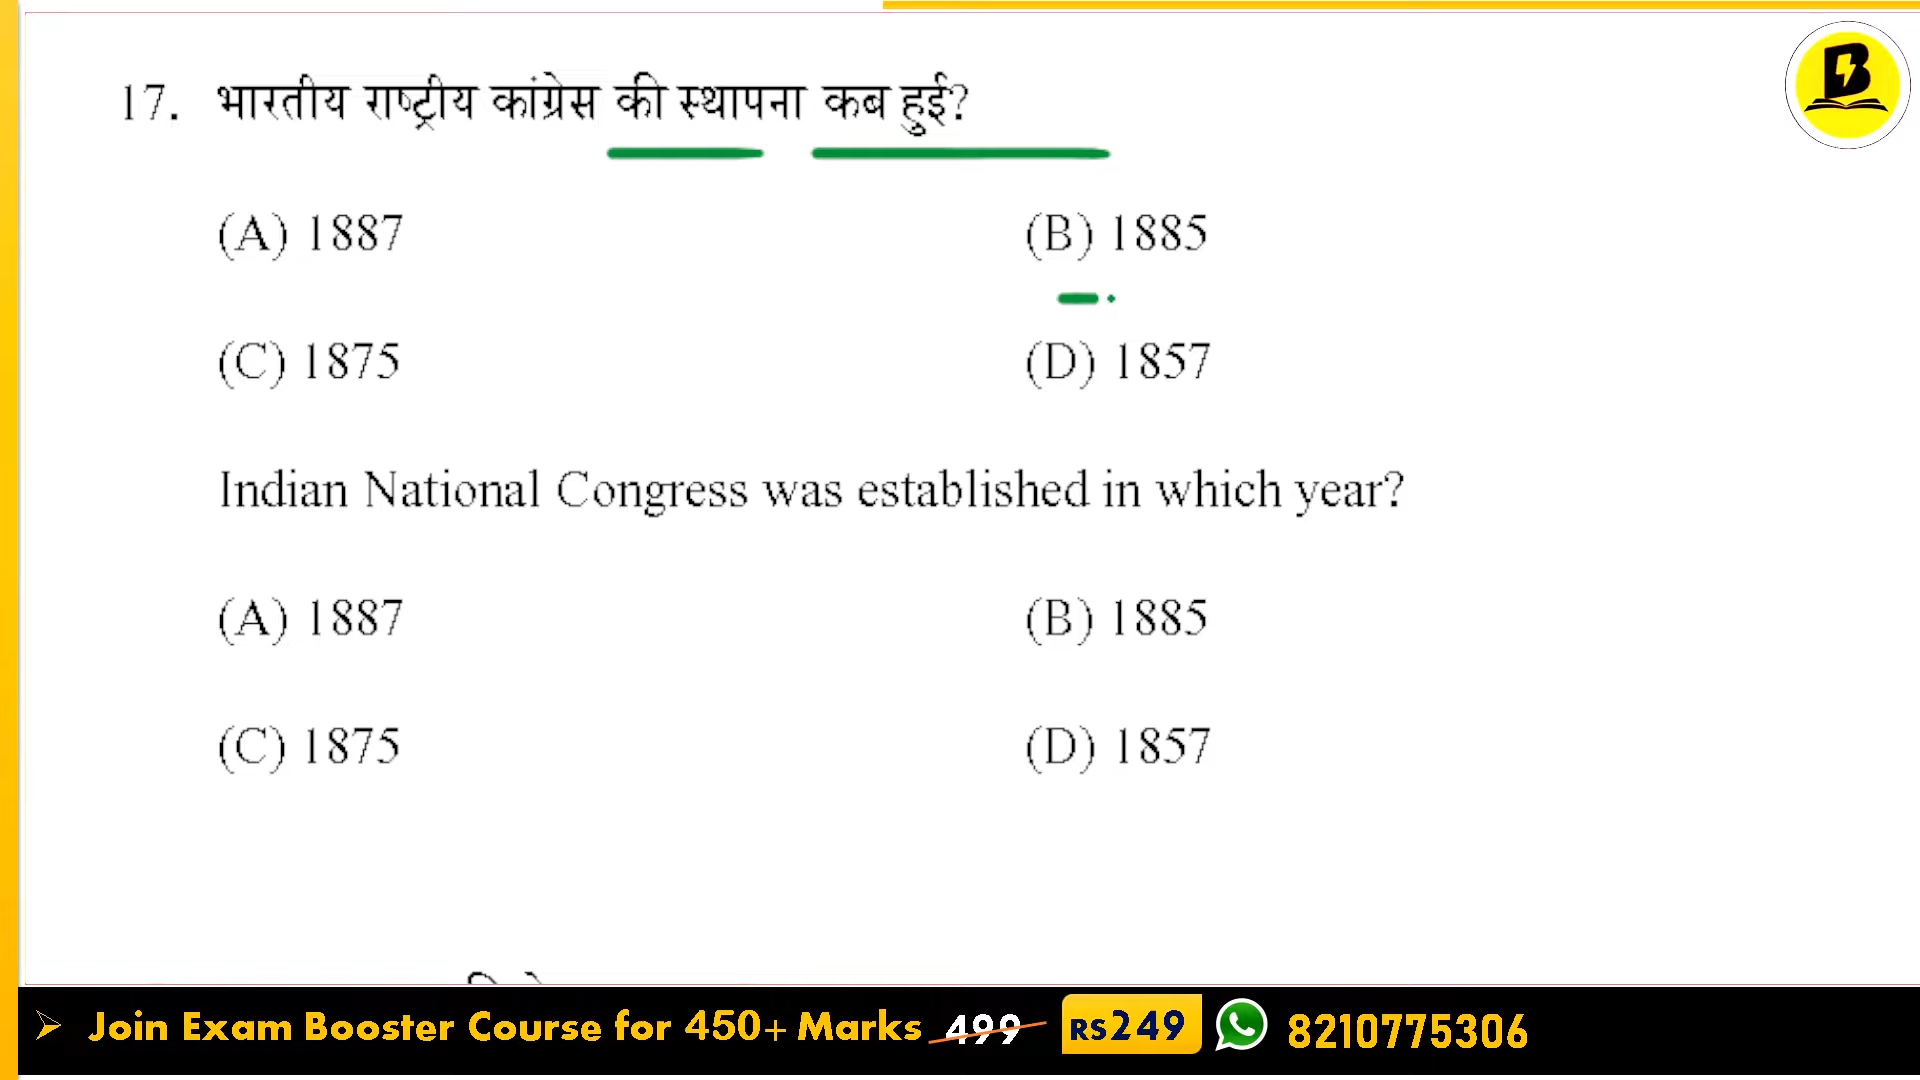 17. भारतीय राष्ट्रीय कांग्रेस की स्थापना कब हुई?
(A) 1887 (B) 1885
(C) 1875 (D) 1857
Indian National Congress was established in which year?
(A) 1887 (B) 1885
(C) 1875 (D) 1857
B
➢ Join Exam Booster Course for 450+ Marks 499 RS249 8210775306